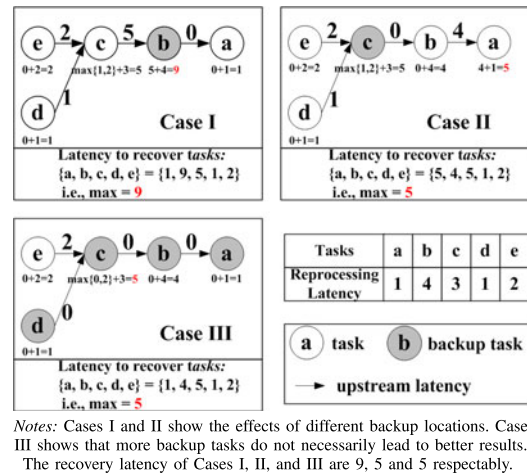 e 2 c 5 b 0 a
0+2=2 max{1,2}+3=5 5+4=9 0+1=1
1
d
0+1=1
Case I
Latency to recover tasks:
{a, b, c, d, e} = {1, 9, 5, 1, 2}
i.e., max = 9
e 2 c 0 b 4 a
0+2=2 max{1,2}+3=5 0+4=4 4+1=5
1
d
0+1=1
Case II
Latency to recover tasks:
{a, b, c, d, e} = {5, 4, 5, 1, 2}
i.e., max = 5
e 2 c 0 b 0 a
0+2=2 max{0,2}+3=5 0+4=4 0+1=1
0
d
0+1=1
Case III
Latency to recover tasks:
{a, b, c, d, e} = {1, 4, 5, 1, 2}
i.e., max = 5
Tasks a b c d e
Reprocessing
Latency 1 4 3 1 2
a task b backup task
upstream latency
Notes: Cases I and II show the effects of different backup locations. Case
III shows that more backup tasks do not necessarily lead to better results.
The recovery latency of Cases I, II, and III are 9, 5 and 5 respectably.